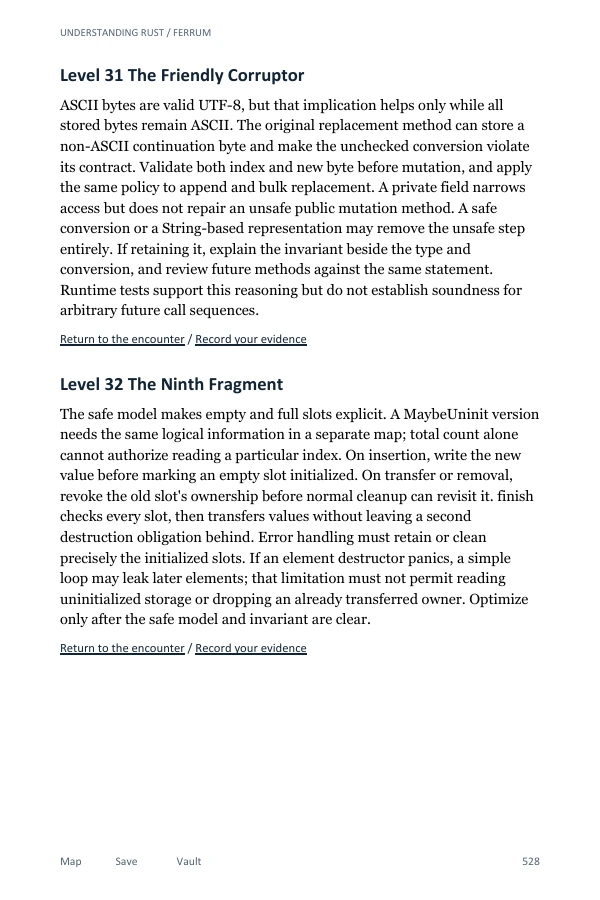 UNDERSTANDING RUST / FERRUM
Level 31 The Friendly Corruptor
ASCII bytes are valid UTF-8, but that implication helps only while all
stored bytes remain ASCII. The original replacement method can store a
non-ASCII continuation byte and make the unchecked conversion violate
its contract. Validate both index and new byte before mutation, and apply
the same policy to append and bulk replacement. A private field narrows
access but does not repair an unsafe public mutation method. A safe
conversion or a String-based representation may remove the unsafe step
entirely. If retaining it, explain the invariant beside the type and
conversion, and review future methods against the same statement.
Runtime tests support this reasoning but do not establish soundness for
arbitrary future call sequences.
Return to the encounter / Record your evidence
Level 32 The Ninth Fragment
The safe model makes empty and full slots explicit. A MaybeUninit version
needs the same logical information in a separate map; total count alone
cannot authorize reading a particular index. On insertion, write the new
value before marking an empty slot initialized. On transfer or removal,
revoke the old slot's ownership before normal cleanup can revisit it. finish
checks every slot, then transfers values without leaving a second
destruction obligation behind. Error handling must retain or clean
precisely the initialized slots. If an element destructor panics, a simple
loop may leak later elements; that limitation must not permit reading
uninitialized storage or dropping an already transferred owner. Optimize
only after the safe model and invariant are clear.
Return to the encounter / Record your evidence
Map Save Vault 528